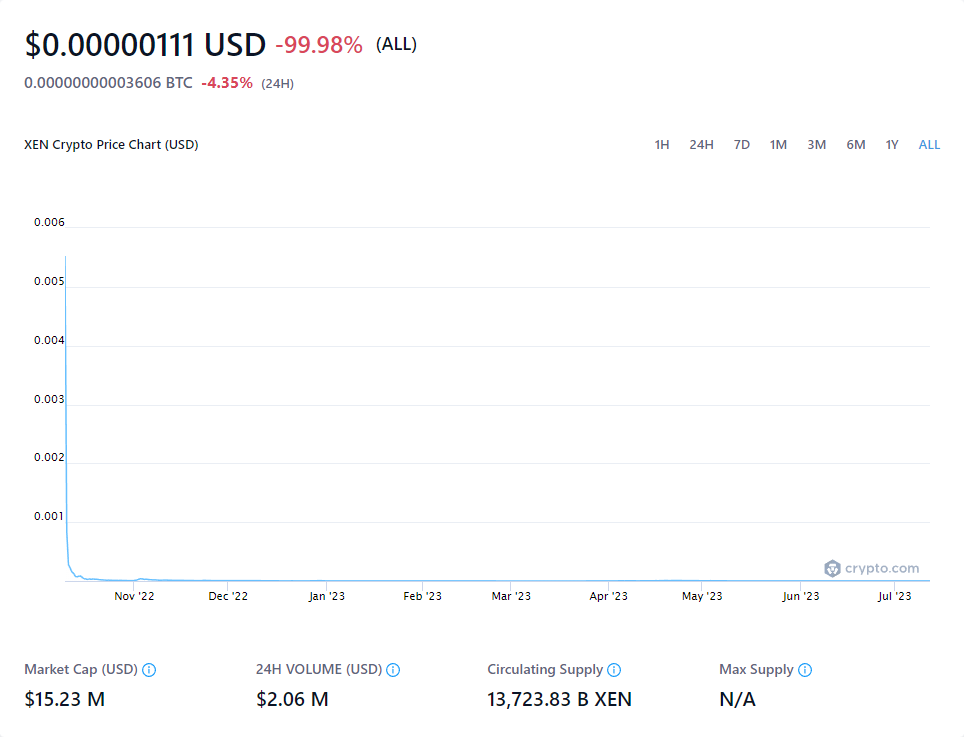 $0.00000111 USD -99.98% (ALL)
0.00000000003606 BTC -4.35% (24H)
XEN Crypto Price Chart (USD) 1H 24H 7D 1M 3M 6M 1Y ALL
0.006
0.005
0.004
0.003
0.002
0.001
crypto.com
Nov '22 Dec '22 Jan '23 Feb '23 Mar '23 Apr '23 May '23 Jun '23 Jul '23
Market Cap (USD) 24H VOLUME (USD) Circulating Supply Max Supply
$15.23 M $2.06 M 13,723.83 B XEN N/A